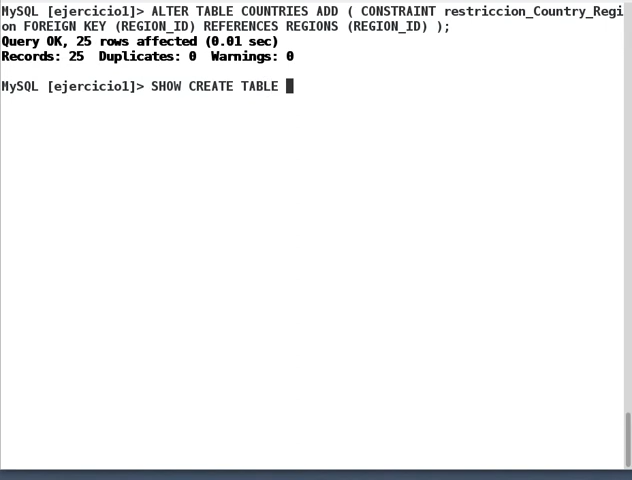 MySQL [ejercicio1]> ALTER TABLE COUNTRIES ADD ( CONSTRAINT restriccion_Country_Regi
on FOREIGN KEY (REGION_ID) REFERENCES REGIONS (REGION_ID) );
Query OK, 25 rows affected (0.01 sec)
Records: 25  Duplicates: 0  Warnings: 0
MySQL [ejercicio1]> SHOW CREATE TABLE